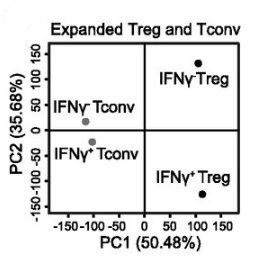 Expanded Treg and Tconv
PC2 (35.68%)
150
100
50
0
-50
-100
-150
IFNγ⁻Treg
IFNγ⁻ Tconv
IFNγ⁺ Tconv
IFNγ⁺ Treg
-150 -100 -50 0 50 100 150
PC1 (50.48%)